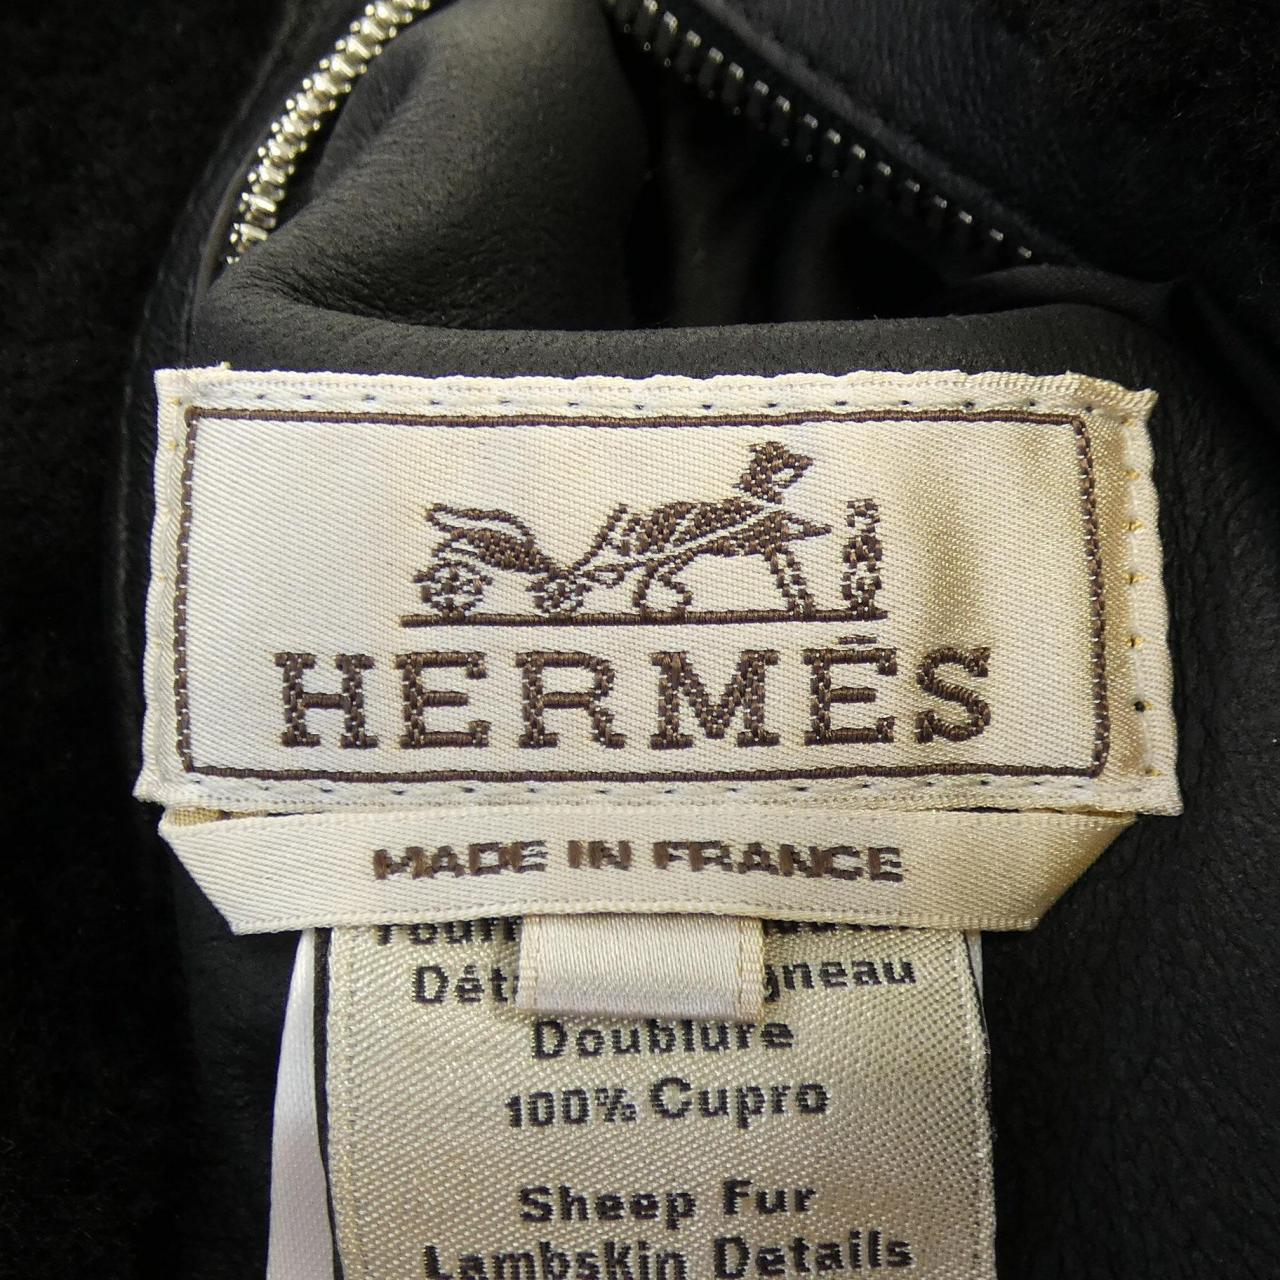 HERMÈS
MADE IN FRANCE
Doublure
100% Cupro
Sheep Fur
Lambskin Details